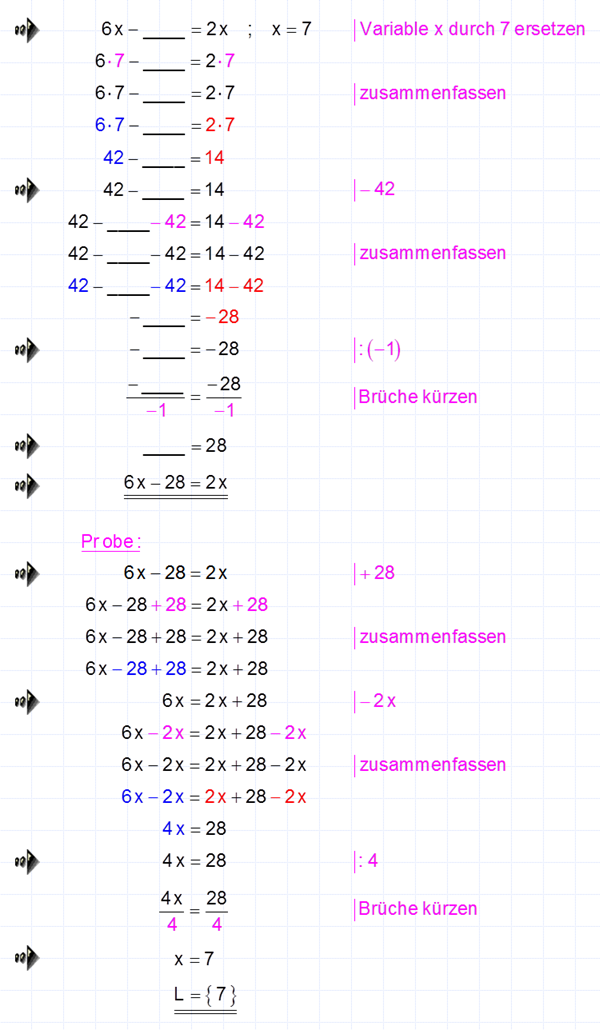 6x – ____ = 2x ; x = 7 | Variable x durch 7 ersetzen
6·7 – ____ = 2·7
6·7 – ____ = 2·7 | zusammenfassen
6·7 – ____ = 2·7
42 – ____ = 14
42 – ____ = 14 | – 42
42 – ____ – 42 = 14 – 42
42 – ____ – 42 = 14 – 42 | zusammenfassen
42 – ____ – 42 = 14 – 42
– ____ = –28
– ____ = –28 | : (–1)
– ____ / –1 = –28 / –1 | Brüche kürzen
____ = 28
6x – 28 = 2x
Probe:
6x – 28 = 2x | + 28
6x – 28 + 28 = 2x + 28
6x – 28 + 28 = 2x + 28 | zusammenfassen
6x – 28 + 28 = 2x + 28
6x = 2x + 28 | – 2x
6x – 2x = 2x + 28 – 2x
6x – 2x = 2x + 28 – 2x | zusammenfassen
6x – 2x = 2x + 28 – 2x
4x = 28
4x = 28 | : 4
4x / 4 = 28 / 4 | Brüche kürzen
x = 7
L = {7}